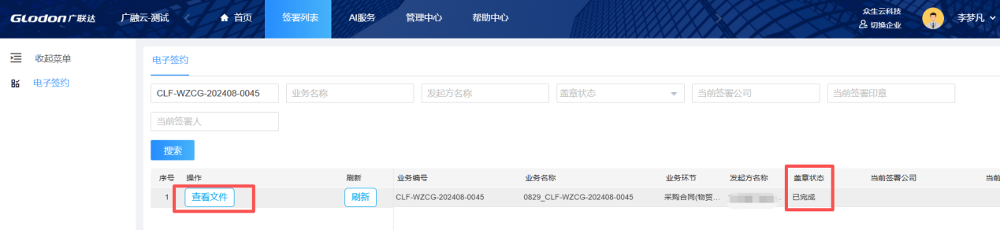 GLodon广联达 广融云-测试 首页 签署列表 AI服务 管理中心 帮助中心 众生云科技 李梦凡
切换企业
收起菜单 电子签约
电子签约
CLF-WZCG-202408-0045 业务名称 发起方名称 盖章状态 当前签署公司 当前签署印章
当前签署人
搜索
序号 操作 刷新 业务编号 业务名称 业务环节 发起方名称 盖章状态 当前签署公司 当前
1 查看文件 刷新 CLF-WZCG-202408-0045 0829_CLF-WZCG-202408-0045 采购合同(物贸... 已完成